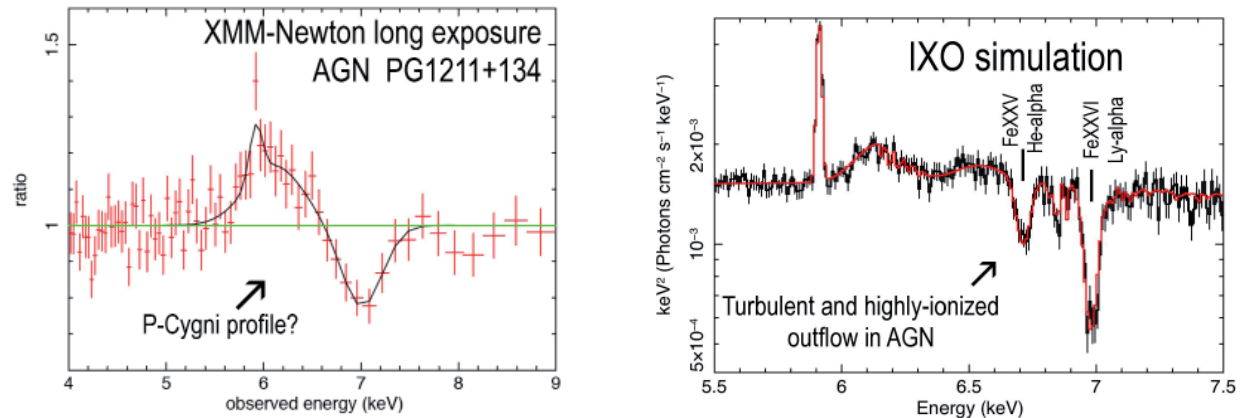 XMM-Newton long exposure
AGN PG1211+134
1.5
1
ratio
P-Cygni profile?
4 5 6 7 8 9
observed energy (keV)
IXO simulation
FeXXV
He-alpha
FeXXVI
Ly-alpha
2×10⁻³
10⁻³
5×10⁻⁴
keV² (Photons cm⁻² s⁻¹ keV⁻¹)
Turbulent and highly-ionized
outflow in AGN
5.5 6 6.5 7 7.5
Energy (keV)